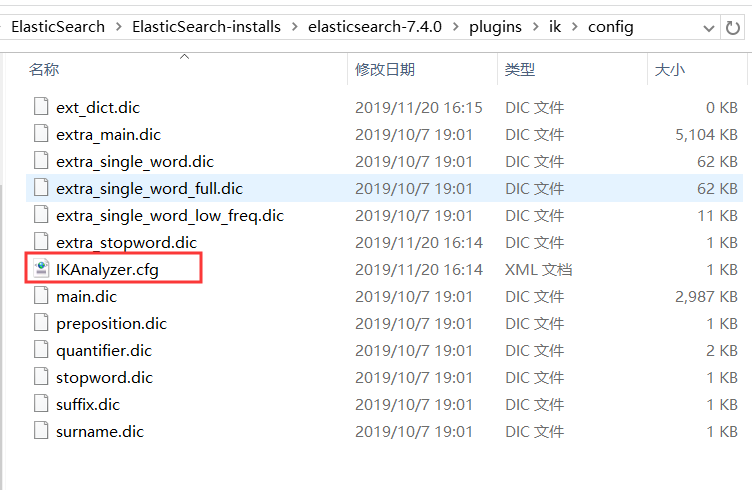 ElasticSearch > ElasticSearch-installs > elasticsearch-7.4.0 > plugins > ik > config
名称 修改日期 类型 大小
ext_dict.dic 2019/11/20 16:15 DIC 文件 0 KB
extra_main.dic 2019/10/7 19:01 DIC 文件 5,104 KB
extra_single_word.dic 2019/10/7 19:01 DIC 文件 62 KB
extra_single_word_full.dic 2019/10/7 19:01 DIC 文件 62 KB
extra_single_word_low_freq.dic 2019/10/7 19:01 DIC 文件 11 KB
extra_stopword.dic 2019/11/20 16:14 DIC 文件 1 KB
IKAnalyzer.cfg 2019/11/20 16:14 XML 文档 1 KB
main.dic 2019/10/7 19:01 DIC 文件 2,987 KB
preposition.dic 2019/10/7 19:01 DIC 文件 1 KB
quantifier.dic 2019/10/7 19:01 DIC 文件 2 KB
stopword.dic 2019/10/7 19:01 DIC 文件 1 KB
suffix.dic 2019/10/7 19:01 DIC 文件 1 KB
surname.dic 2019/10/7 19:01 DIC 文件 1 KB